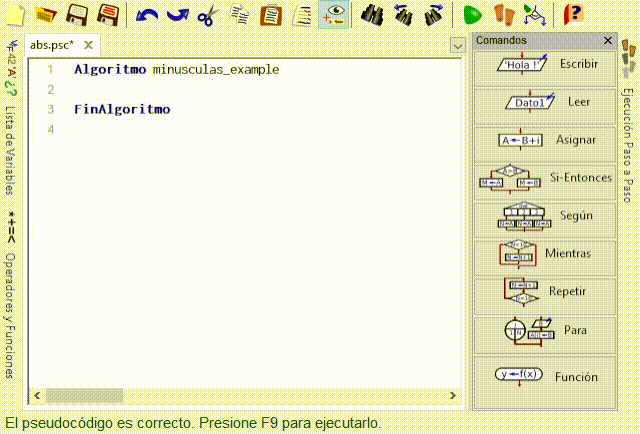 abs.psc*
1 Algoritmo minusculas_example
2
3 FinAlgoritmo
4
Lista de Variables
*+=<
Operadores y Funciones
Comandos
'Hola !'
Escribir
Dato1
Leer
A←B+i
Asignar
A>B
M←A
M←B
Si-Entonces
Según
Mientras
Repetir
Para
y←f(x)
Función
Ejecución Paso a Paso
El pseudocódigo es correcto. Presione F9 para ejecutarlo.